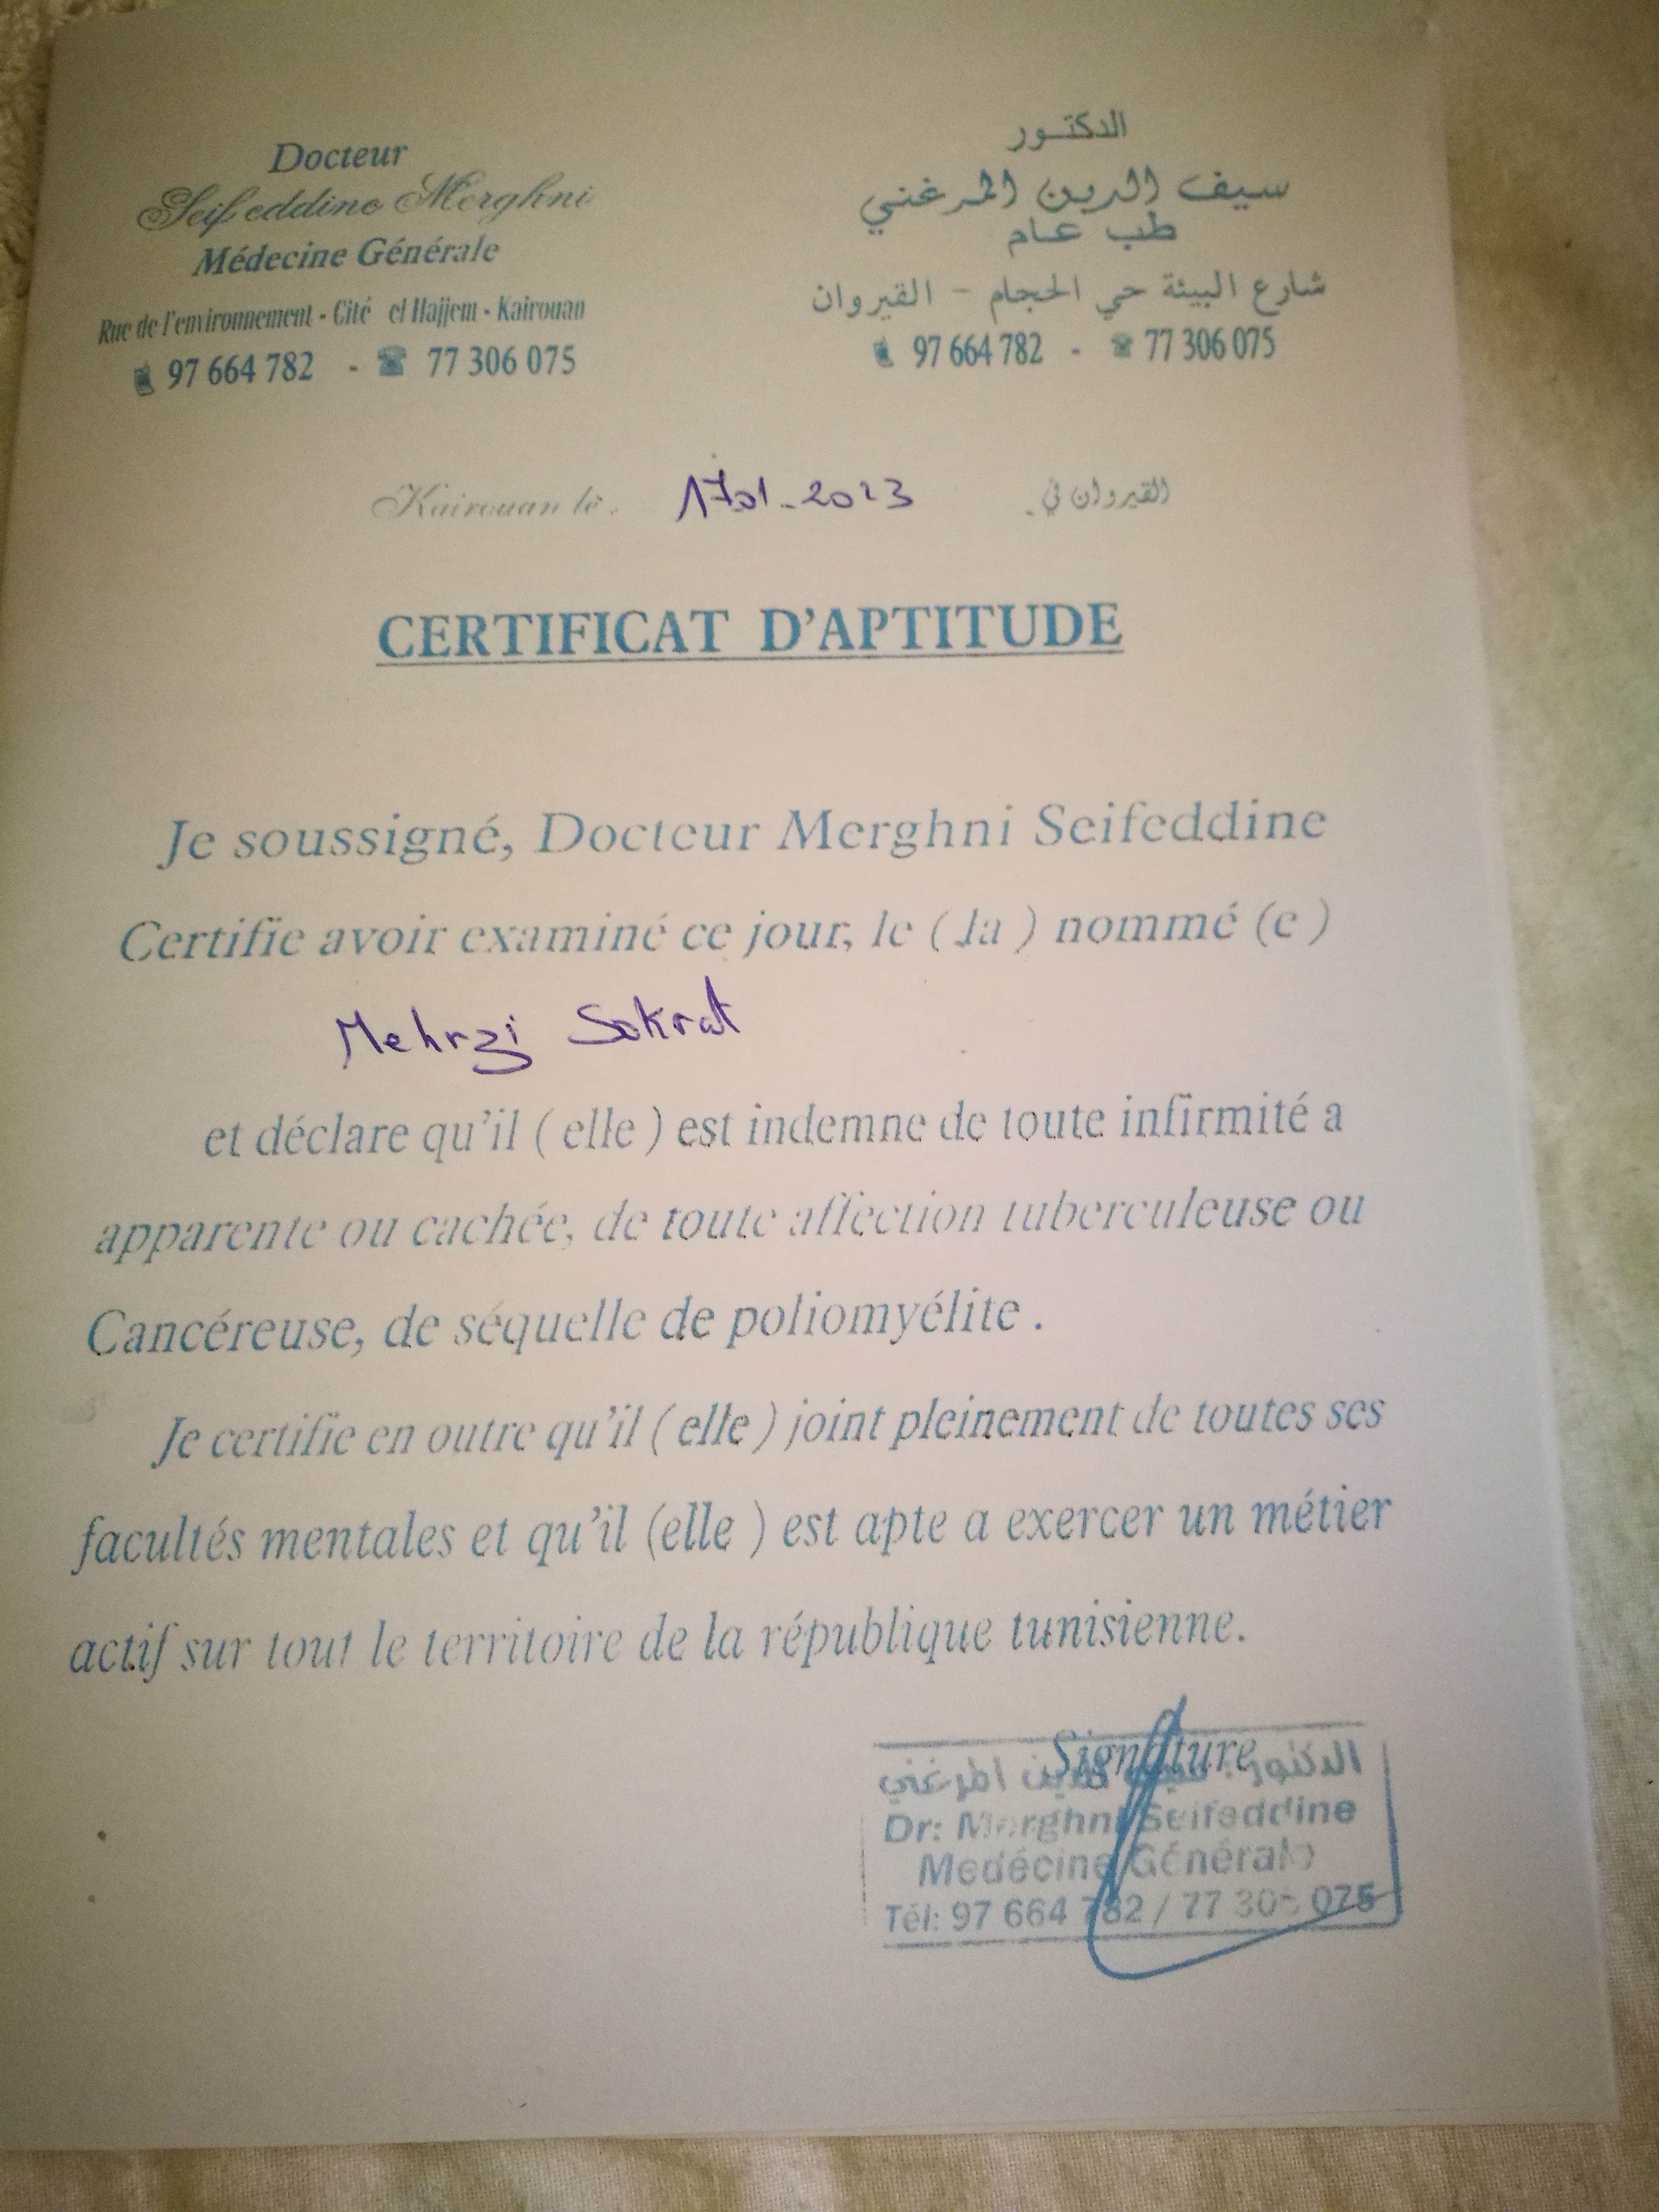 Docteur
Seifeddine Merghni
Médecine Générale
Rue de l'environnement - Cité el Hajjem - Kairouan
97 664 782 - 77 306 075
الدكتور
سيف الدين المرغني
طب عام
شارع البيئة حي الحجام - القيروان
97 664 782 - 77 306 075
Kairouan le. 17.01-2023 القيروان في.
CERTIFICAT D'APTITUDE
Je soussigné, Docteur Merghni Seifeddine
Certifie avoir examiné ce jour, le ( la ) nommé (e )
Mehrzi Sokrat
et déclare qu'il ( elle ) est indemne de toute infirmité a
apparente ou cachée, de toute affection tuberculeuse ou
Cancéreuse, de séquelle de poliomyélite .
Je certifie en outre qu'il ( elle ) joint pleinement de toutes ses
facultés mentales et qu'il (elle ) est apte a exercer un métier
actif sur tout le territoire de la république tunisienne.
Signature
الدكتور: سيف الدين المرغني
Dr: Merghni Seifeddine
Medécine Générale
Tél: 97 664 782 / 77 306 075